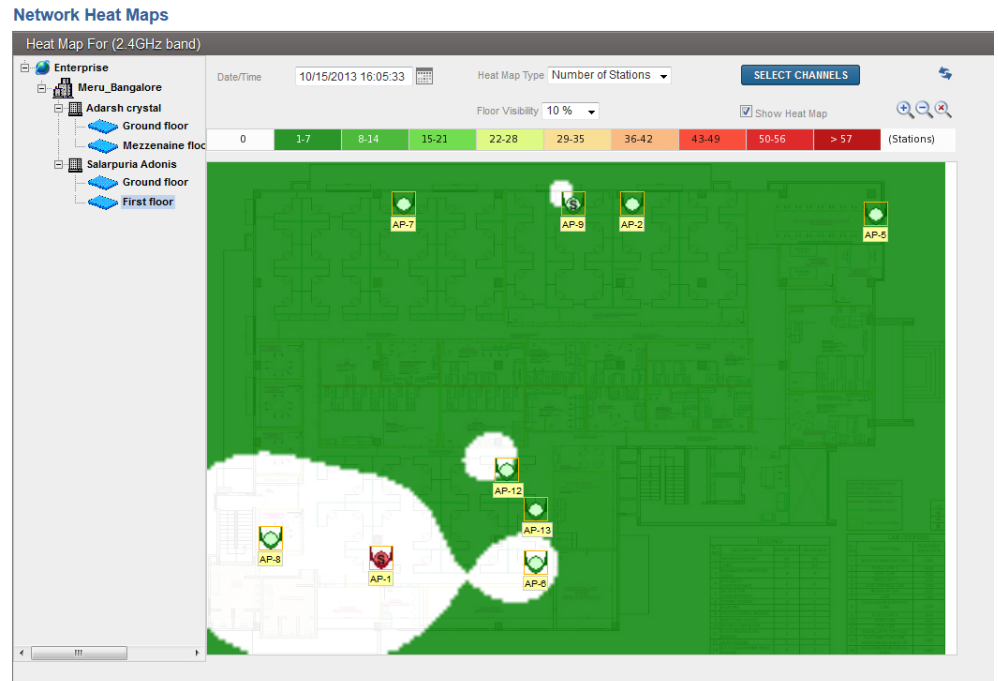 Network Heat Maps
Heat Map For (2.4GHz band)
Enterprise
Meru_Bangalore
Adarsh crystal
Ground floor
Mezzenaine floo
Salarpuria Adonis
Ground floor
First floor
Date/Time 10/15/2013 16:05:33 Heat Map Type Number of Stations SELECT CHANNELS
Floor Visibility 10 % Show Heat Map
0 1-7 8-14 15-21 22-28 29-35 36-42 43-49 50-56 > 57 (Stations)
S
AP-7 AP-9 AP-2 AP-5
AP-12
AP-13
AP-8 S AP-1 AP-6